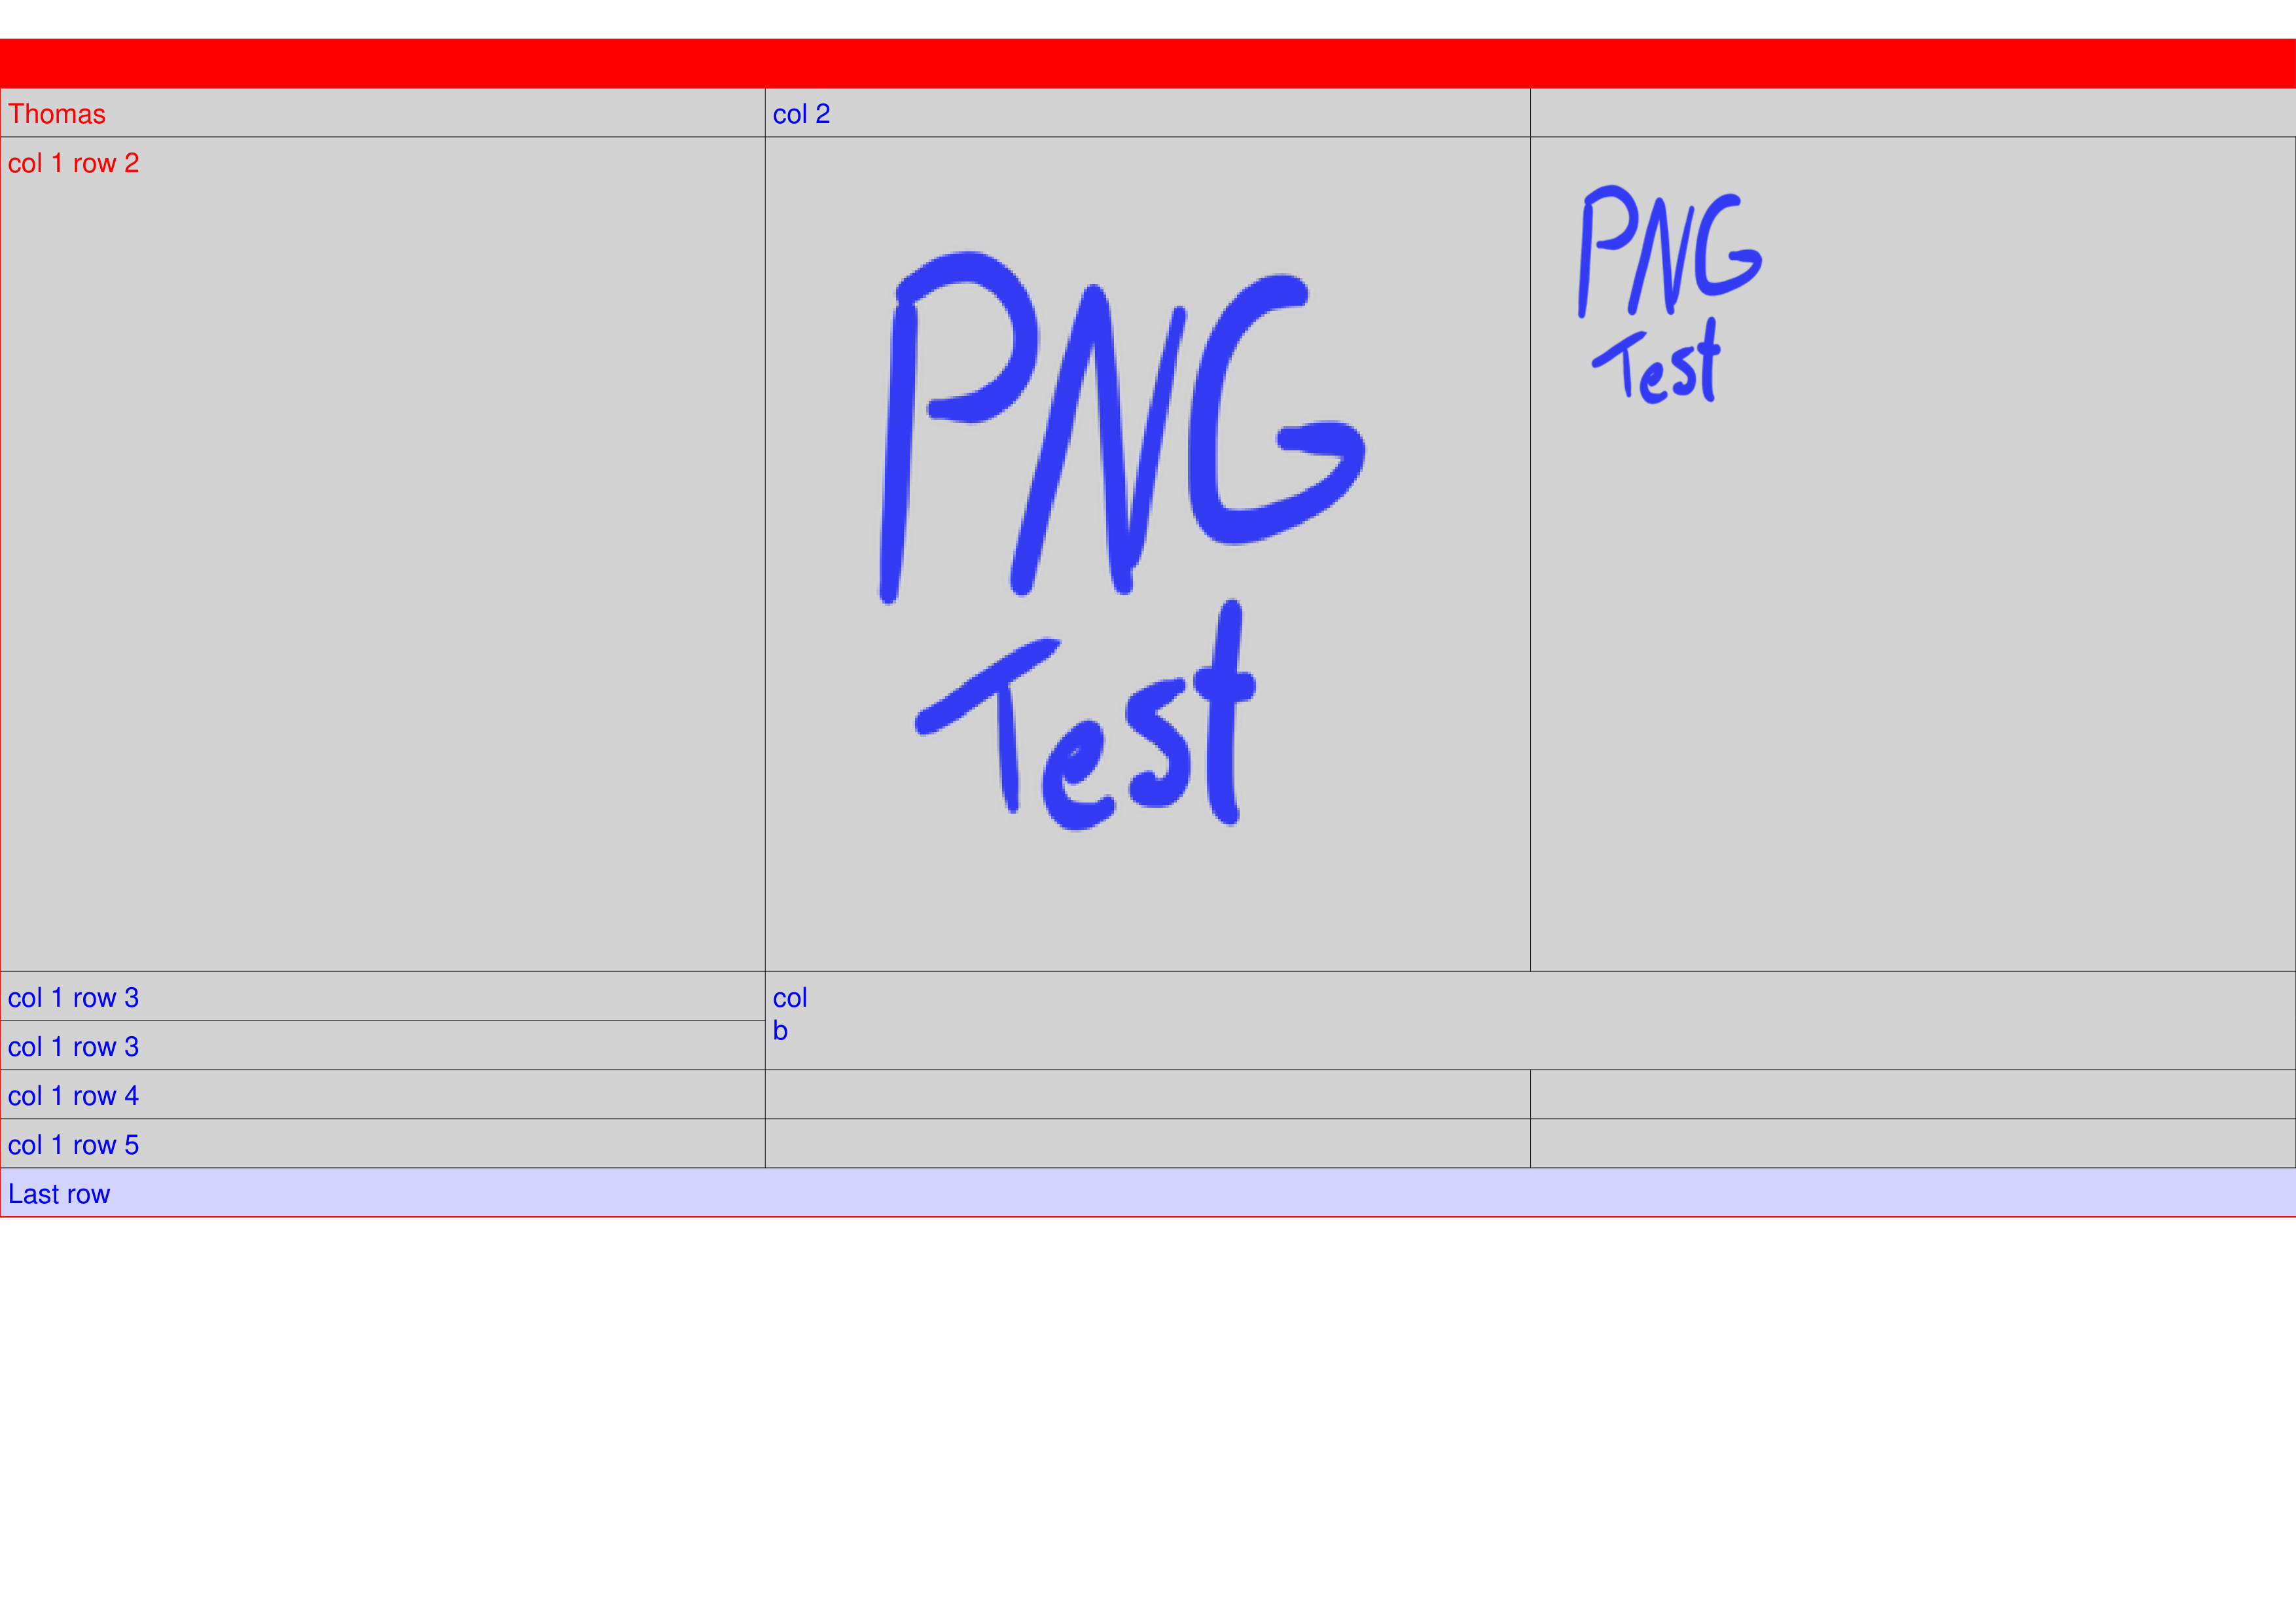 Thomas
col 2
col 1 row 2
PNG
Test
PNG
Test
col 1 row 3
col
b
col 1 row 3
col 1 row 4
col 1 row 5
Last row